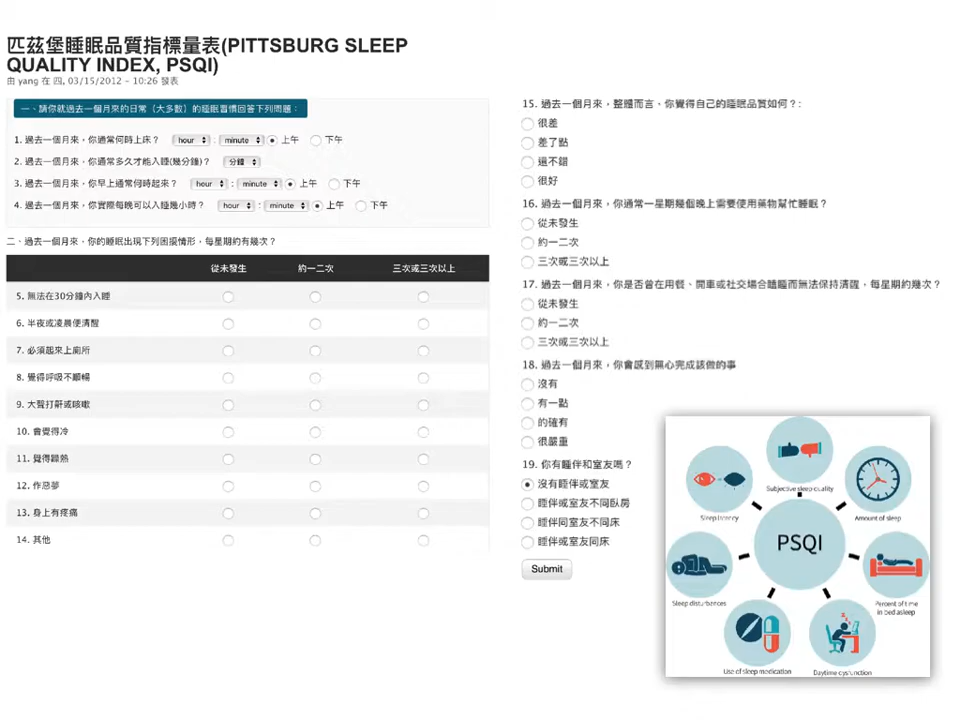 匹茲堡睡眠品質指標量表(PITTSBURG SLEEP
QUALITY INDEX, PSQI)
由 yang 在 四, 03/15/2012 - 10:26 發表
一、請你就過去一個月來的日常（大多數）的睡眠習慣回答下列問題：
1. 過去一個月來，你通常何時上床？ hour : minute 上午 下午
2. 過去一個月來，你通常多久才能入睡(幾分鐘)？ 分鐘
3. 過去一個月來，你早上通常何時起來？ hour : minute 上午 下午
4. 過去一個月來，你實際每晚可以入睡幾小時？ hour : minute 上午 下午
二、過去一個月來，你的睡眠出現下列困擾情形，每星期約有幾次？
從未發生 約一二次 三次或三次以上
5. 無法在30分鐘內入睡
6. 半夜或凌晨便清醒
7. 必須起來上廁所
8. 覺得呼吸不順暢
9. 大聲打鼾或咳嗽
10. 會覺得冷
11. 覺得躁熱
12. 作惡夢
13. 身上有疼痛
14. 其他
15. 過去一個月來，整體而言、你覺得自己的睡眠品質如何？:
很差
差了點
還不錯
很好
16. 過去一個月來，你通常一星期幾個晚上需要使用藥物幫忙睡眠？
從未發生
約一二次
三次或三次以上
17. 過去一個月來，你是否曾在用餐、開車或社交場合瞌睡而無法保持清醒，每星期約幾次？
從未發生
約一二次
三次或三次以上
18. 過去一個月來，你會感到無心完成該做的事
沒有
有一點
的確有
很嚴重
19. 你有睡伴和室友嗎？
沒有睡伴或室友
睡伴或室友不同臥房
睡伴同室友不同床
睡伴或室友同床
Submit
PSQI
Subjective sleep quality
Amount of sleep
Percent of time
in bed asleep
Daytime dysfunction
Use of sleep medication
Sleep disturbances
Sleep latency